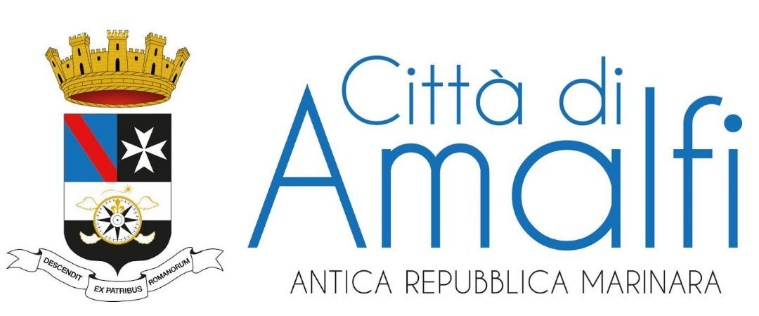 Città di
Amalfi
ANTICA REPUBBLICA MARINARA
DESCENDIT
EX PATRIBUS
ROMANORUM